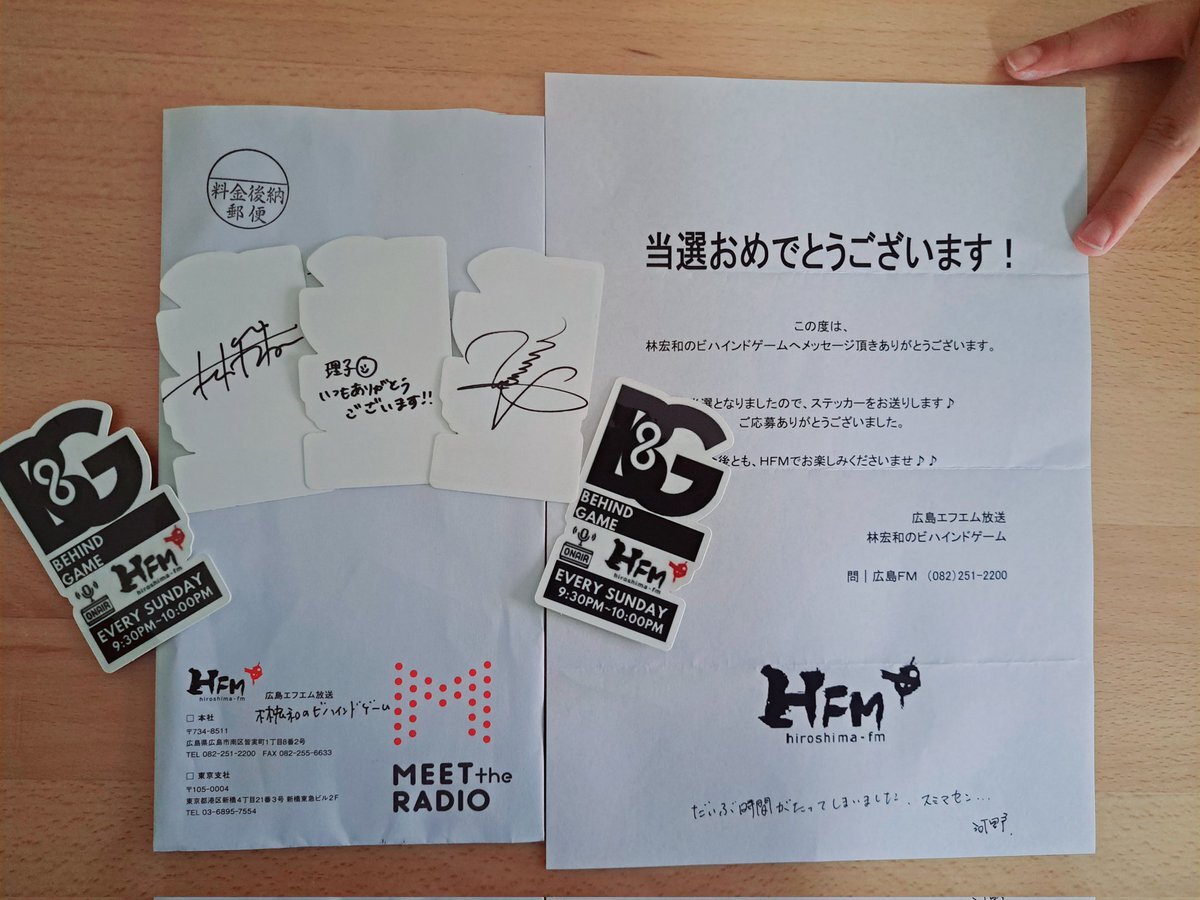 料金後納
郵便
理子
いつもありがとう
ございます!!
B'8G
BEHIND
GAME
ONAIR
HFM
hiroshima-fm
EVERY SUNDAY
9:30PM~10:00PM
HFM
hiroshima-fm
広島エフエム放送
林宏和のビハインドゲーム
□ 本社
〒734-8511
広島県広島市南区皆実町1丁目8番2号
TEL 082-251-2200 FAX 082-255-6633
□ 東京支社
〒105-0004
東京都港区新橋4丁目21番3号 新橋東急ビル2F
TEL 03-6895-7554
MEET the
RADIO
当選おめでとうございます！
この度は、
林宏和のビハインドゲームへメッセージ頂きありがとうございます。
選となりましたので、ステッカーをお送りします♪
ご応募ありがとうございました。
後とも、HFMでお楽しみくださいませ♪♪
広島エフエム放送
林宏和のビハインドゲーム
問｜広島FM （082）251-2200
B'8G
BEHIND
GAME
ONAIR
HFM
hiroshima-fm
EVERY SUNDAY
9:30PM~10:00PM
HFM
hiroshima-fm
だいぶ時間がたってしまいました、スミマセン...
河野